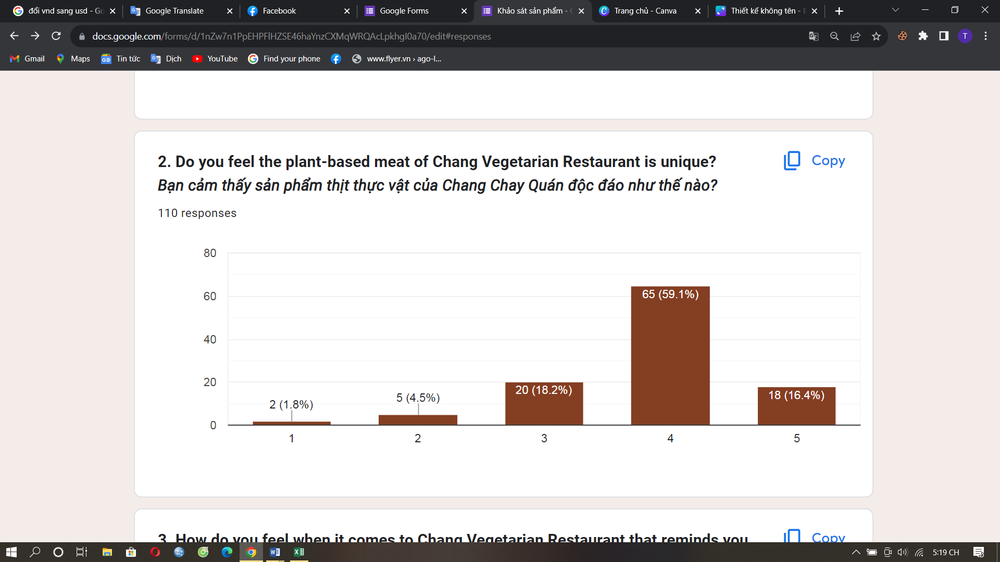 đổi vnd sang usd - Go
Google Translate
Facebook
Google Forms
Khảo sát sản phẩm -
Trang chủ - Canva
Thiết kế không tên -
docs.google.com/forms/d/1nZw7n1PpEHPFlHZSE46haYnzCXMqWRQAcLpkhgI0a70/edit#responses
T
Gmail
Maps
Tin tức
Dịch
YouTube
Find your phone
www.flyer.vn › ago-l...
2. Do you feel the plant-based meat of Chang Vegetarian Restaurant is unique?
Copy
Bạn cảm thấy sản phẩm thịt thực vật của Chang Chay Quán độc đáo như thế nào?
110 responses
80
60
40
20
0
2 (1.8%)
5 (4.5%)
20 (18.2%)
65 (59.1%)
18 (16.4%)
1
2
3
4
5
3. How do you feel when it comes to Chang Vegetarian Restaurant that reminds you
Copy
5:19 CH